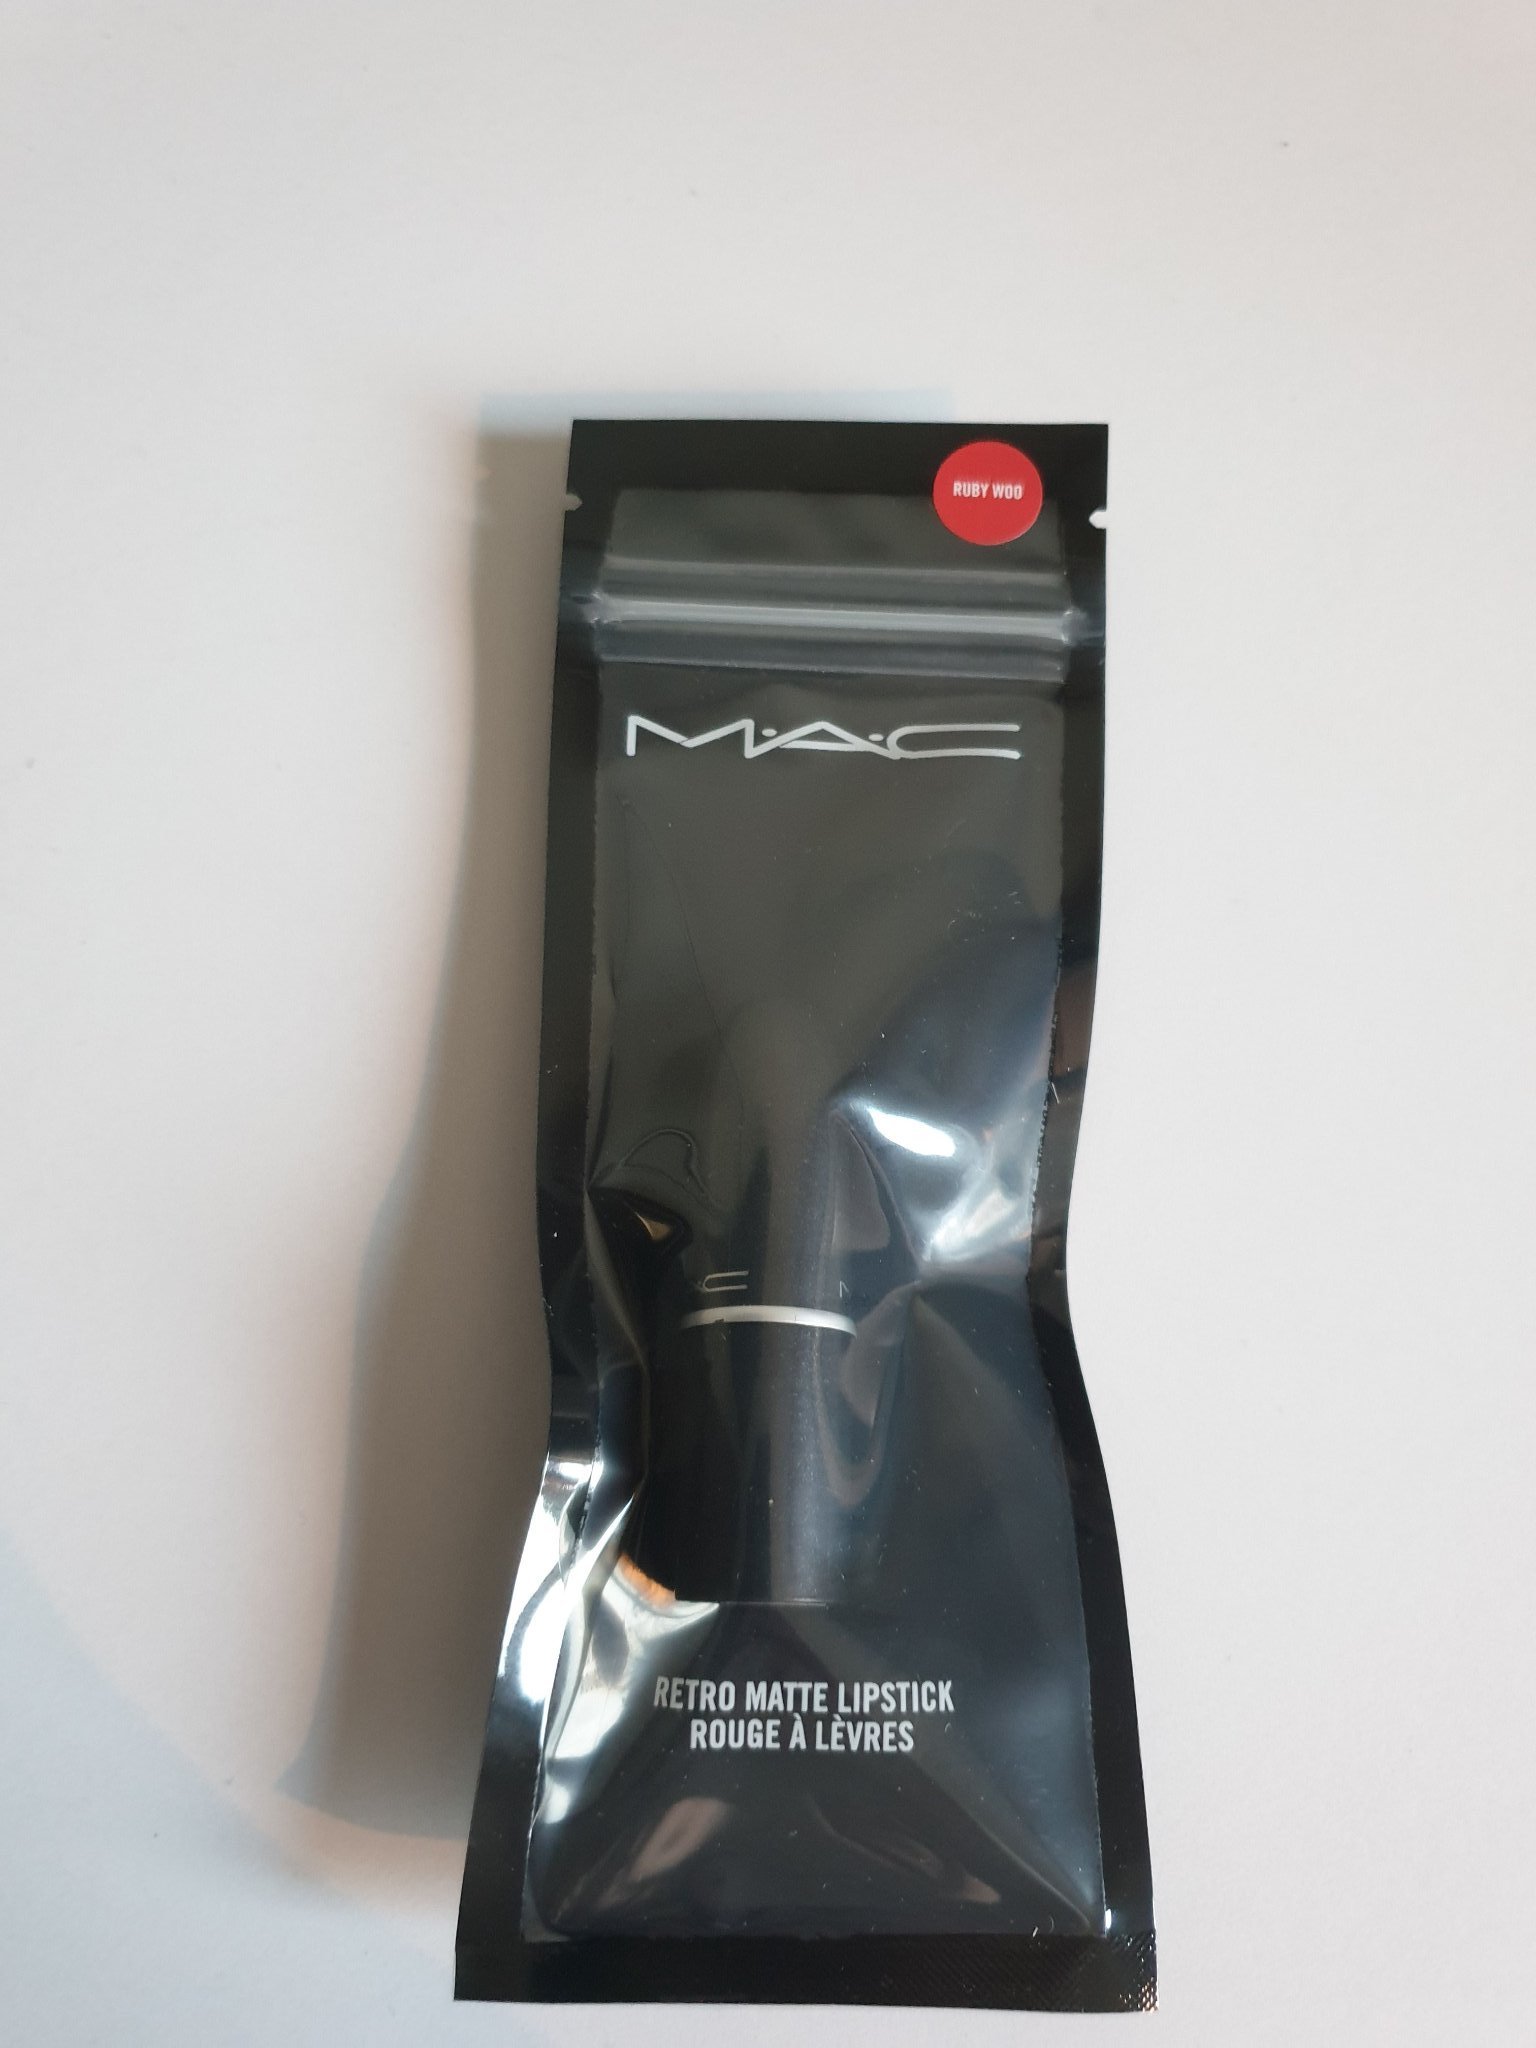 RUBY WOO
M·A·C
·C
RETRO MATTE LIPSTICK
ROUGE À LÈVRES